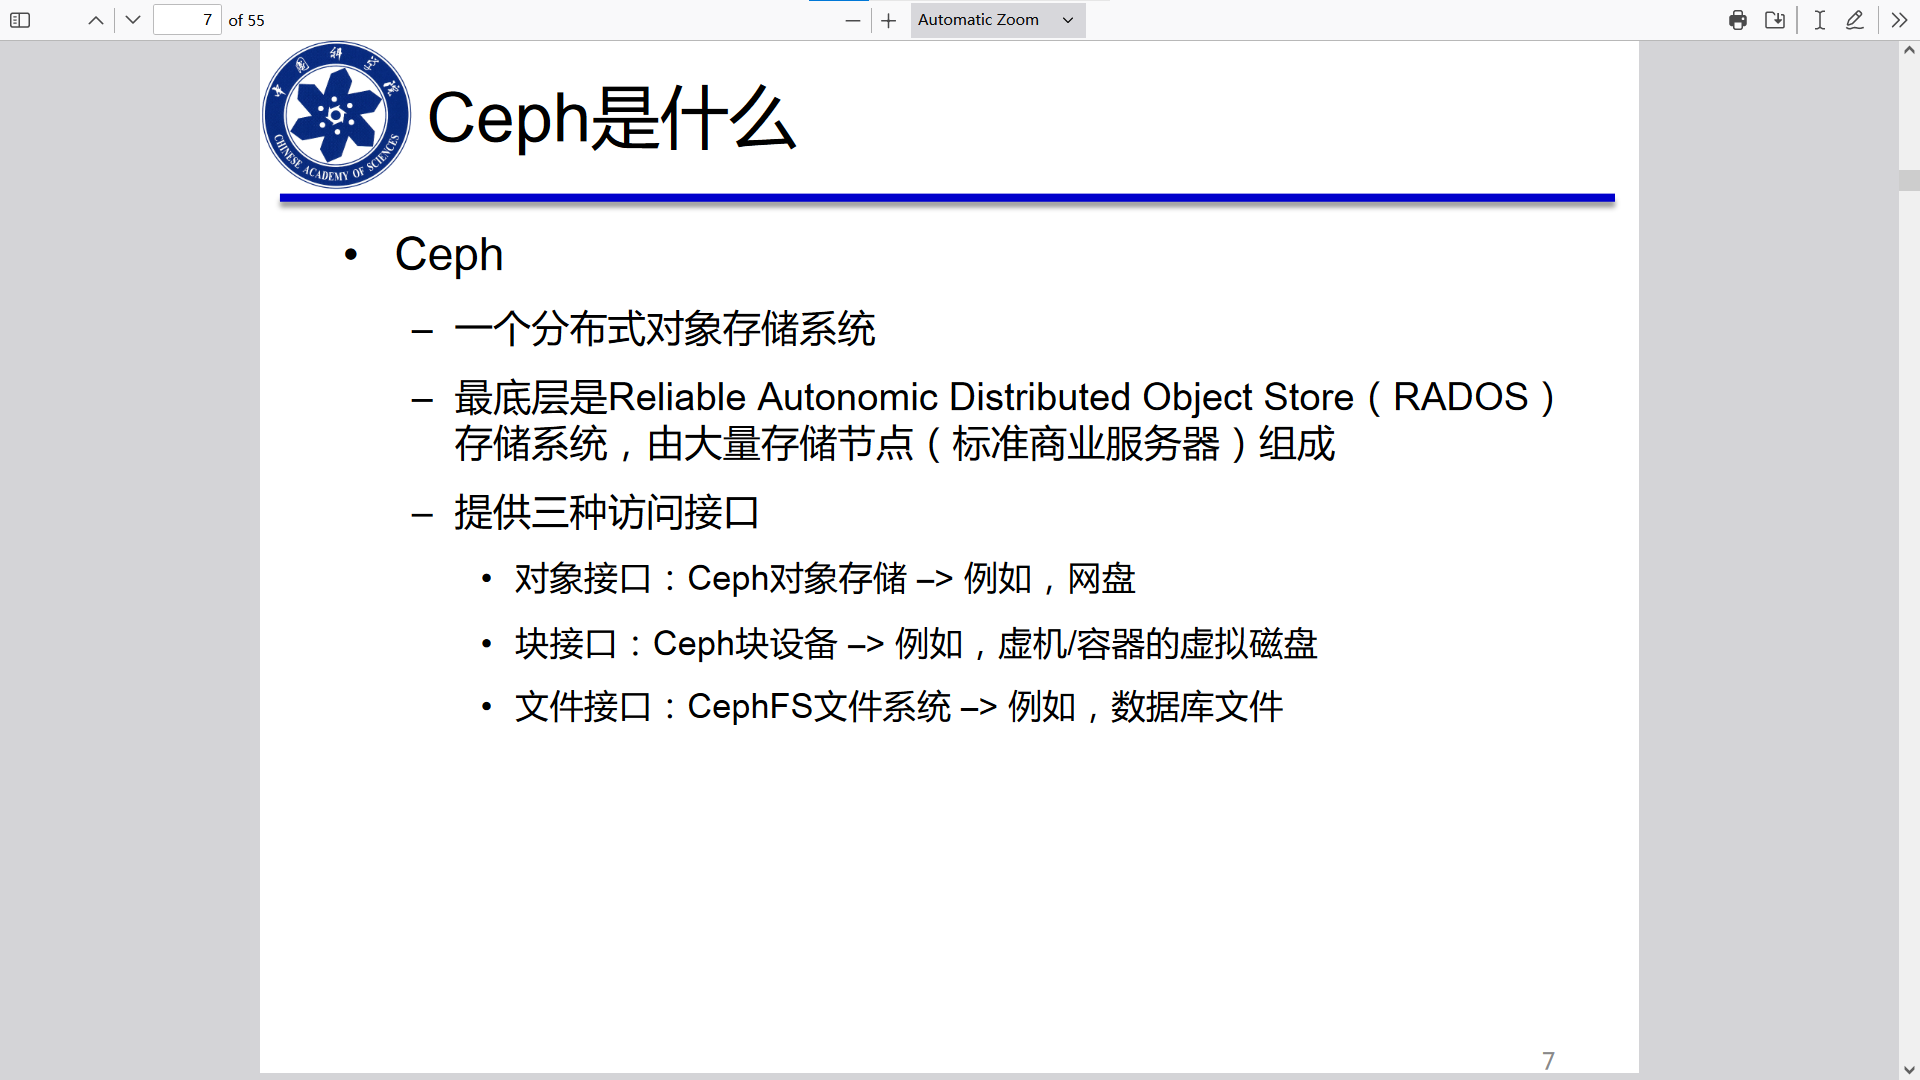 7 of 55
Automatic Zoom
中国科学院
CHINESE ACADEMY OF SCIENCES
Ceph是什么
• Ceph
– 一个分布式对象存储系统
– 最底层是Reliable Autonomic Distributed Object Store（RADOS）
存储系统，由大量存储节点（标准商业服务器）组成
– 提供三种访问接口
• 对象接口：Ceph对象存储 –> 例如，网盘
• 块接口：Ceph块设备 –> 例如，虚机/容器的虚拟磁盘
• 文件接口：CephFS文件系统 –> 例如，数据库文件
7